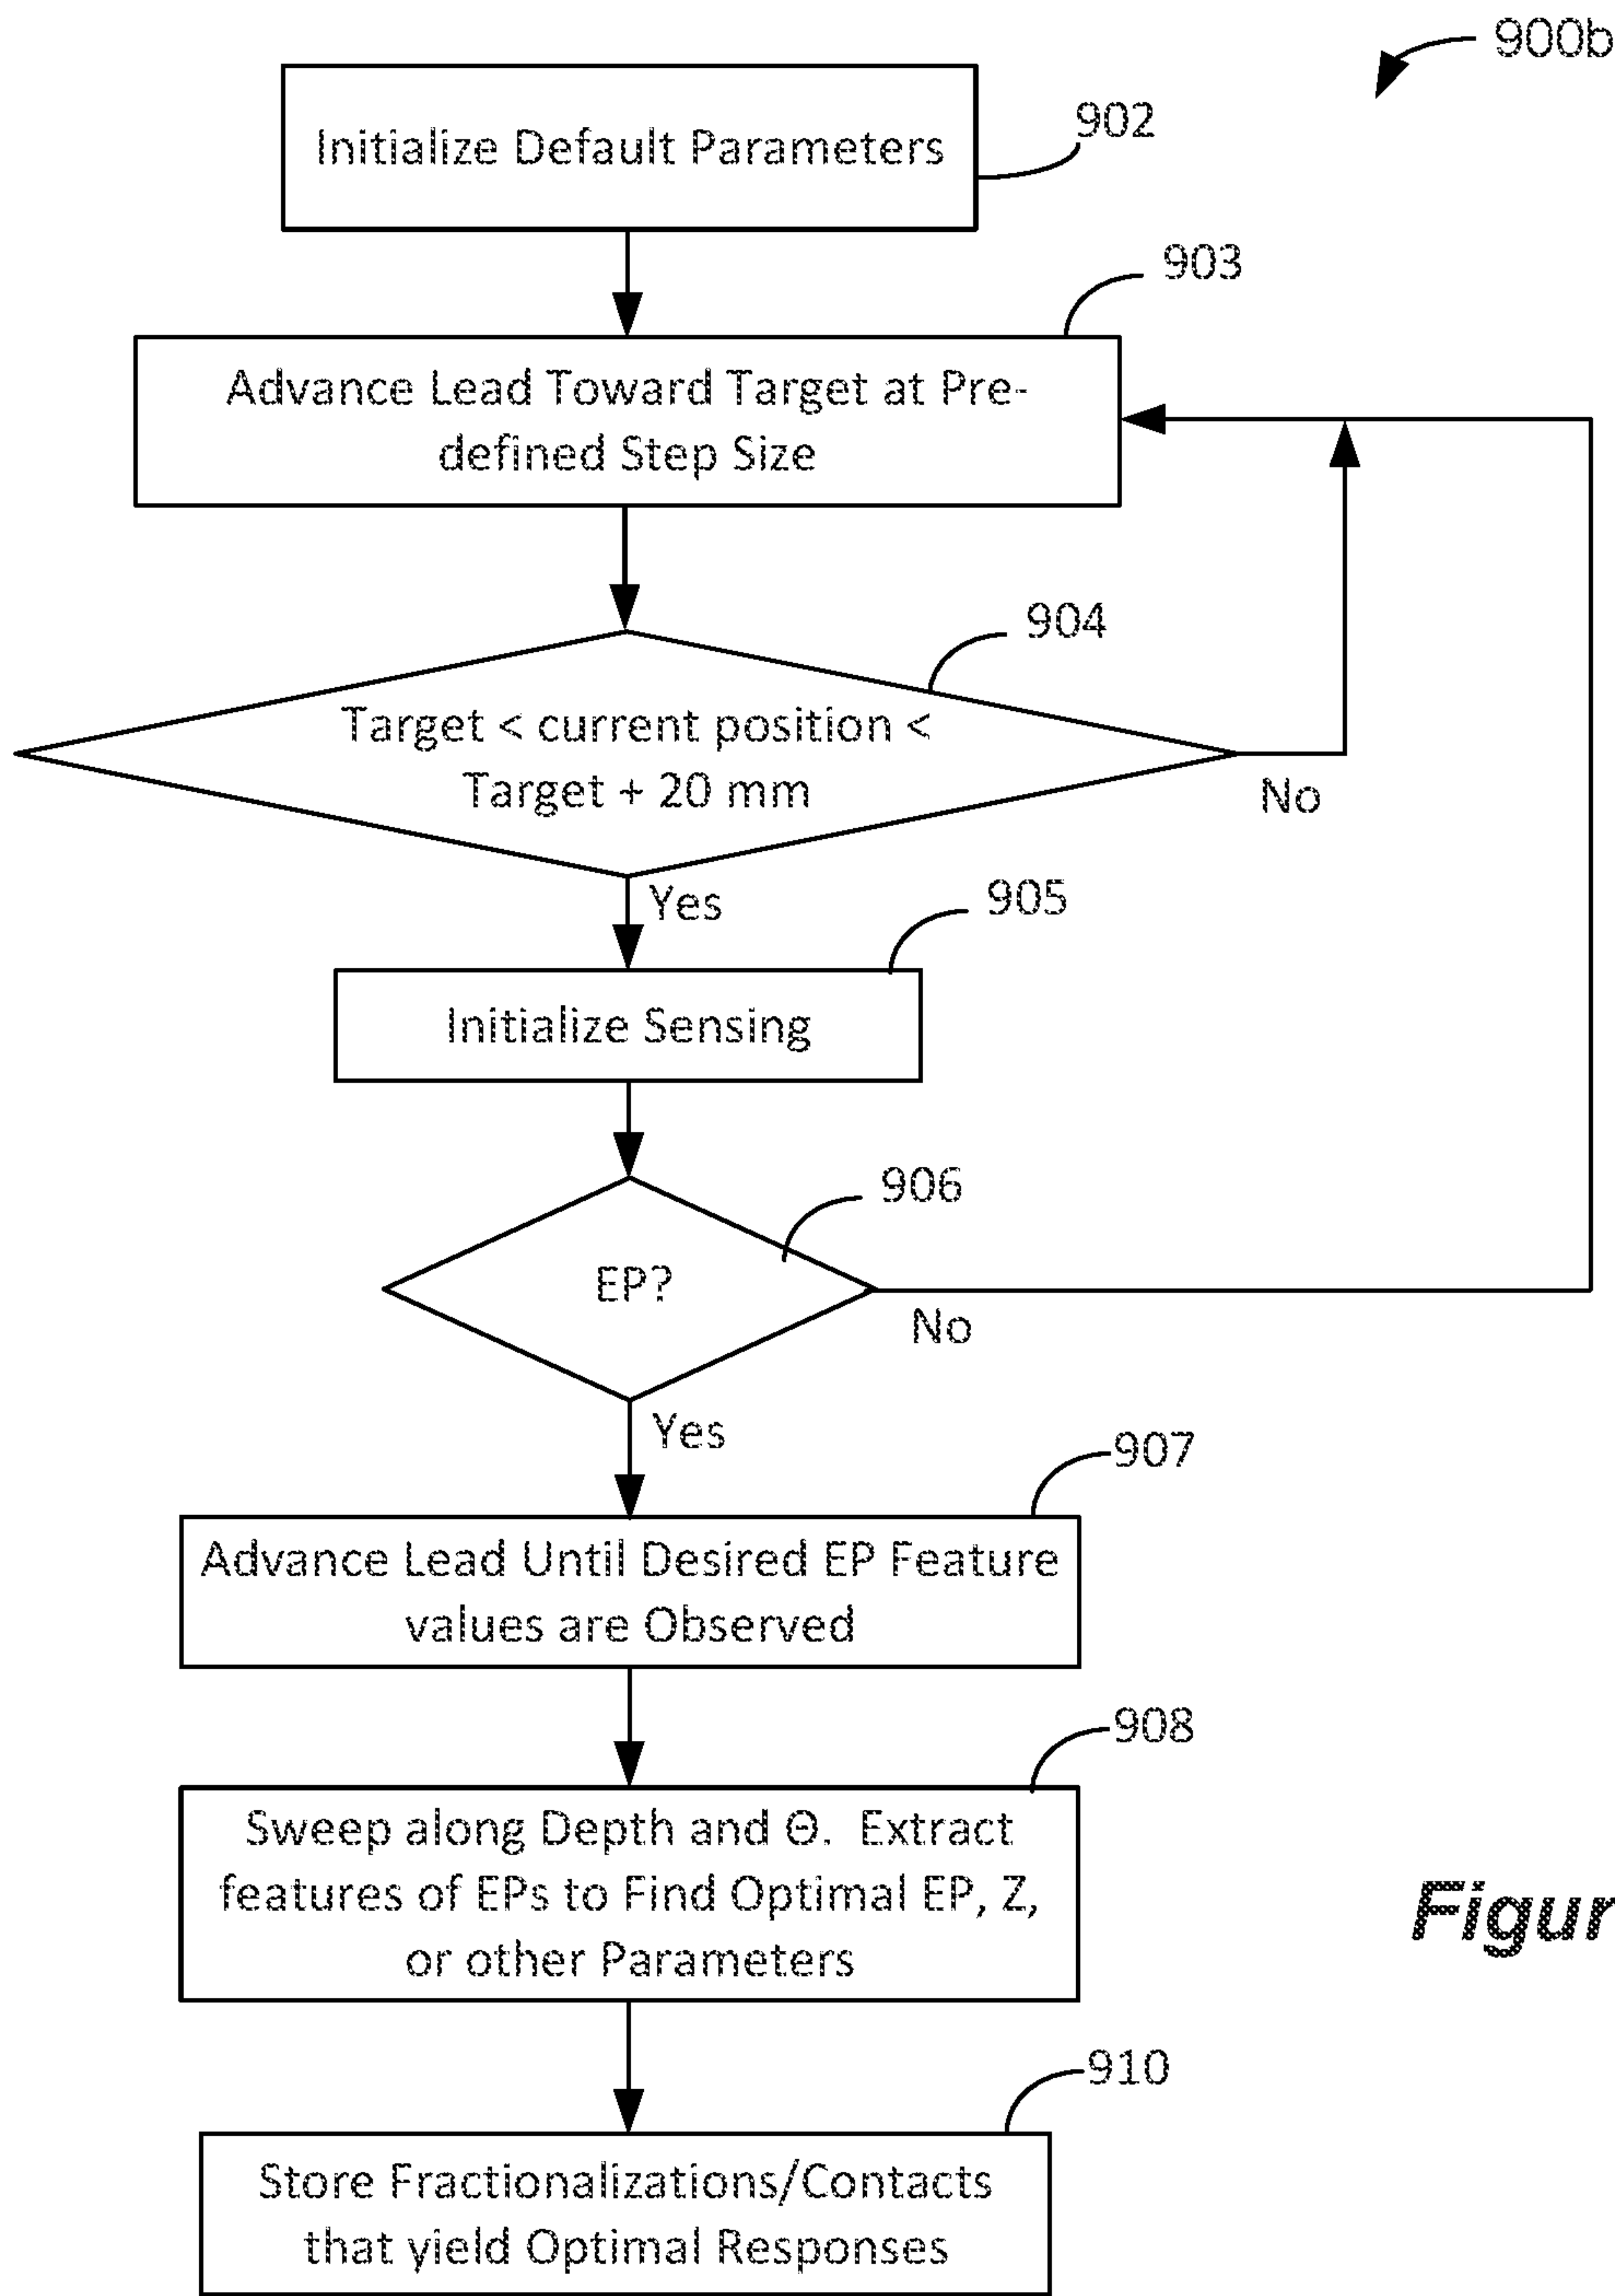 900b
Initialize Default Parameters
902
903
Advance Lead Toward Target at Pre-
defined Step Size
904
Target < current position <
Target + 20 mm
No
Yes
905
Initialize Sensing
906
EP?
No
Yes
907
Advance Lead Until Desired EP Feature
values are Observed
908
Sweep along Depth and Θ. Extract
features of EPs to Find Optimal EP, Z,
or other Parameters
Figur
910
Store Fractionalizations/Contacts
that yield Optimal Responses